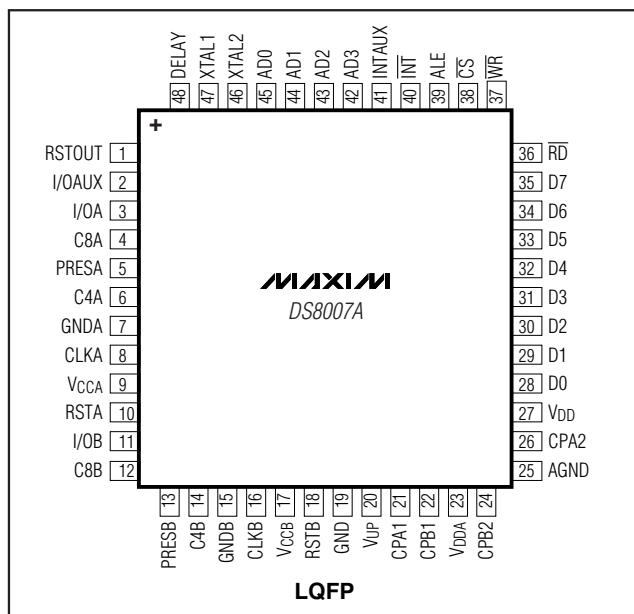 48 DELAY
47 XTAL1
46 XTAL2
45 AD0
44 AD1
43 AD2
42 AD3
41 INTAUX
40 I̅N̅T̅
39 ALE
38 C̅S̅
37 W̅R̅
+
RSTOUT 1
I/OAUX 2
I/OA 3
C8A 4
PRESA 5
C4A 6
GNDA 7
CLKA 8
VCCA 9
RSTA 10
I/OB 11
C8B 12
MAXIM
DS8007A
36 R̅D̅
35 D7
34 D6
33 D5
32 D4
31 D3
30 D2
29 D1
28 D0
27 VDD
26 CPA2
25 AGND
PRESB 13
C4B 14
GNDB 15
CLKB 16
VCCB 17
RSTB 18
GND 19
VUP 20
CPA1 21
CPB1 22
VDDA 23
CPB2 24
LQFP